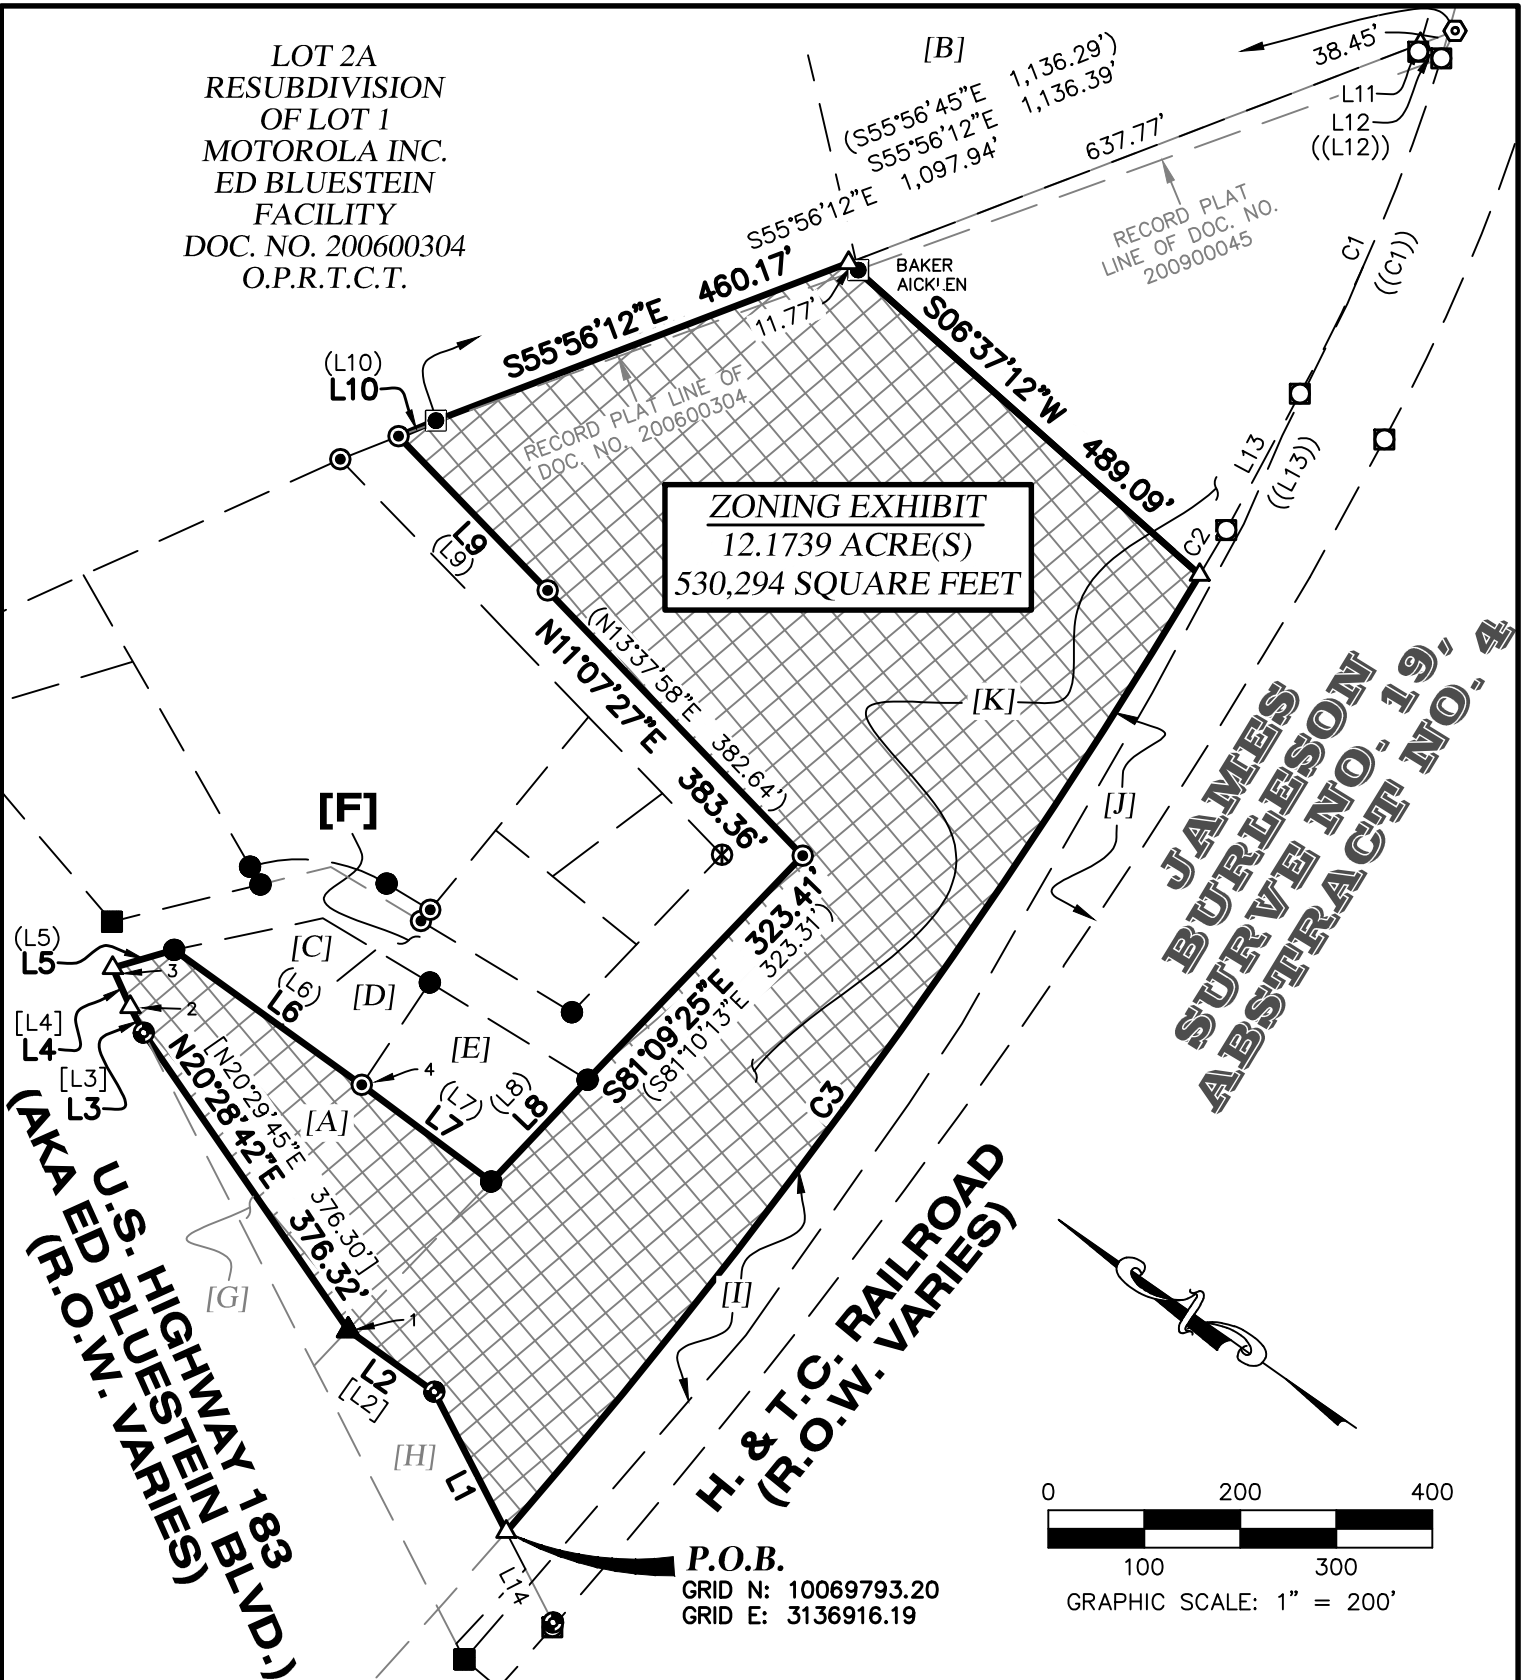 LOT 2A
RESUBDIVISION
OF LOT 1
MOTOROLA INC.
ED BLUESTEIN
FACILITY
DOC. NO. 200600304
O.P.R.T.C.T.
[B]
(S55°56'45"E 1,136.29')
S55°56'12"E 1,136.39'
S55°56'12"E 1,097.94'
637.77'
38.45'
L11
L12
((L12))
RECORD PLAT
LINE OF DOC. NO.
200900045
C1
((C1))
BAKER
AICKLEN
11.77'
S55°56'12"E 460.17'
(L10)
L10
RECORD PLAT LINE OF
DOC. NO. 200600304
S06°37'12"W 489.09'
L13
((L13))
C2
ZONING EXHIBIT
12.1739 ACRE(S)
530,294 SQUARE FEET
L9
(L9)
(N13°37'58"E 382.64')
N11°07'27"E 383.36'
[K]
[J]
JAMES
BURLESON
SURVE NO. 19,
ABSTRACT NO. 4
[F]
(L5)
L5
3
[C]
(L6)
L6
[D]
2
[L4]
L4
[L3]
L3
[E]
4
(L7)
L7
(L8)
L8
S81°09'25"E 323.41'
(S81°10'13"E 323.31')
C3
[N20°29'45"E 376.30']
N20°28'42"E 376.32'
[A]
[G]
1
L2
[L2]
[H]
L1
[I]
U.S. HIGHWAY 183
(AKA ED BLUESTEIN BLVD.)
(R.O.W. VARIES)
H. & T.C. RAILROAD
(R.O.W. VARIES)
L14
P.O.B.
GRID N: 10069793.20
GRID E: 3136916.19
0 200 400
100 300
GRAPHIC SCALE: 1" = 200'